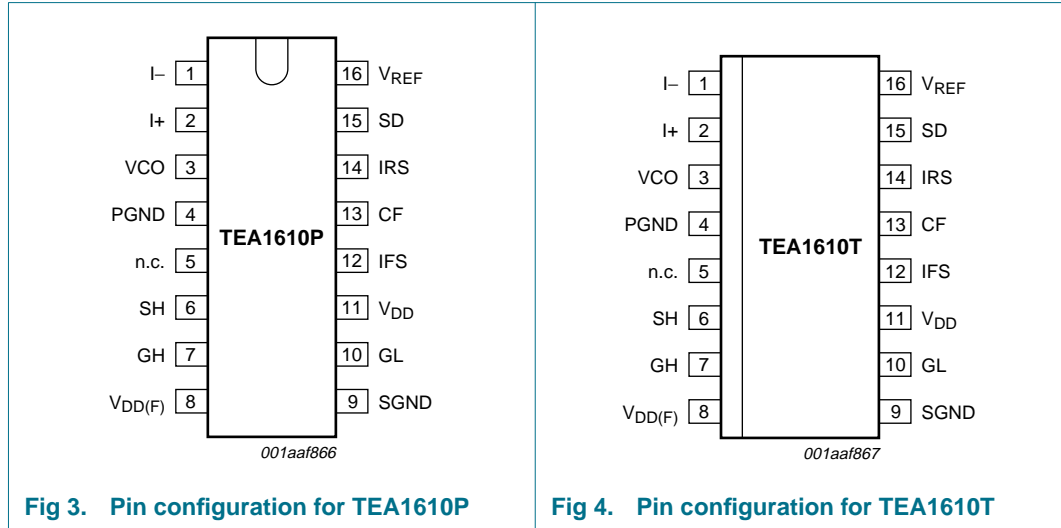 I− 1 16 VREF
I+ 2 15 SD
VCO 3 14 IRS
PGND 4 13 CF
TEA1610P
n.c. 5 12 IFS
SH 6 11 VDD
GH 7 10 GL
VDD(F) 8 9 SGND
001aaf866
Fig 3. Pin configuration for TEA1610P
I− 1 16 VREF
I+ 2 15 SD
VCO 3 14 IRS
PGND 4 13 CF
TEA1610T
n.c. 5 12 IFS
SH 6 11 VDD
GH 7 10 GL
VDD(F) 8 9 SGND
001aaf867
Fig 4. Pin configuration for TEA1610T